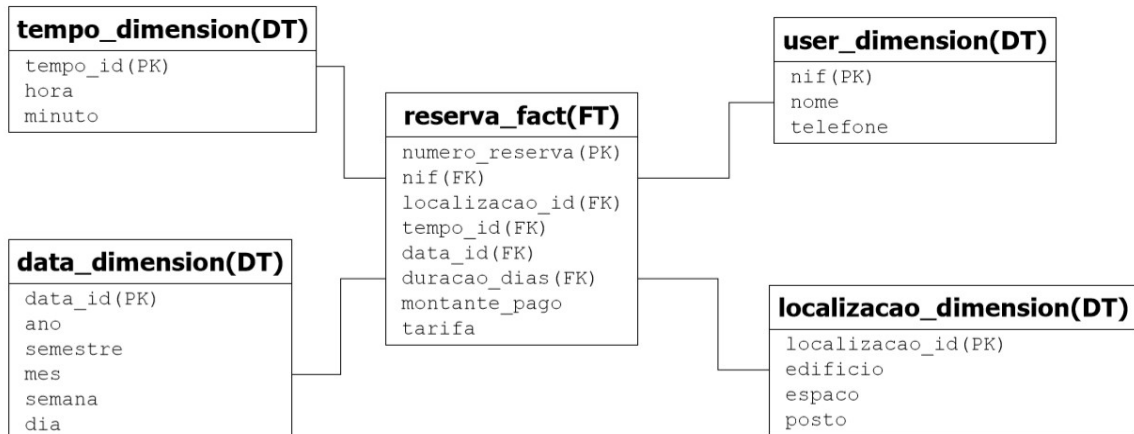 tempo_dimension(DT)
tempo_id(PK)
hora
minuto
user_dimension(DT)
nif(PK)
nome
telefone
reserva_fact(FT)
numero_reserva(PK)
nif(FK)
localizacao_id(FK)
tempo_id(FK)
data_id(FK)
duracao_dias(FK)
montante_pago
tarifa
data_dimension(DT)
data_id(PK)
ano
semestre
mes
semana
dia
localizacao_dimension(DT)
localizacao_id(PK)
edificio
espaco
posto